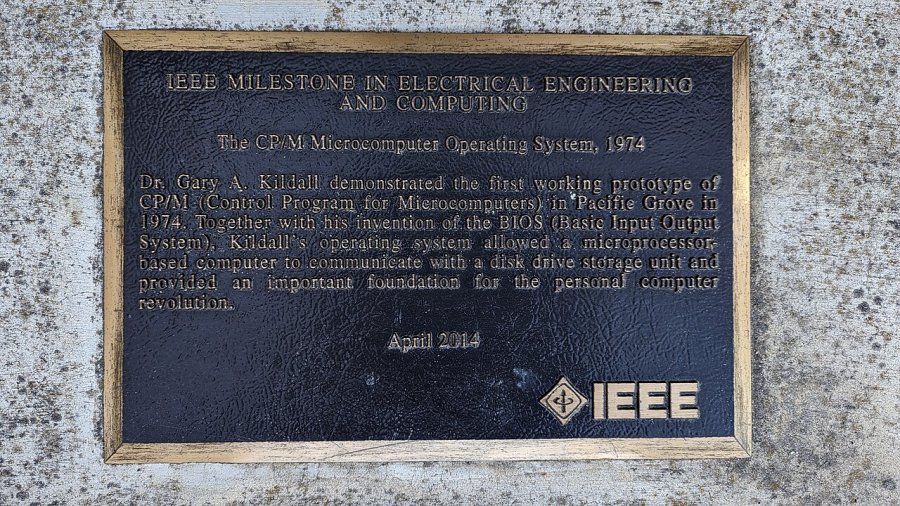 IEEE MILESTONE IN ELECTRICAL ENGINEERING
AND COMPUTING
The CP/M Microcomputer Operating System, 1974
Dr. Gary A. Kildall demonstrated the first working prototype of
CP/M (Control Program for Microcomputers) in Pacific Grove in
1974. Together with his invention of the BIOS (Basic Input Output
System), Kildall's operating system allowed a microprocessor-
based computer to communicate with a disk drive storage unit and
provided an important foundation for the personal computer
revolution.
April 2014
IEEE